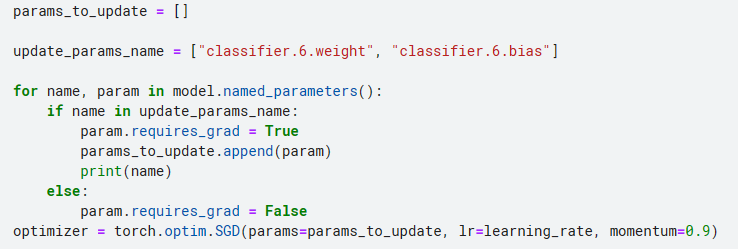 params_to_update = []

update_params_name = ["classifier.6.weight", "classifier.6.bias"]

for name, param in model.named_parameters():
    if name in update_params_name:
        param.requires_grad = True
        params_to_update.append(param)
        print(name)
    else:
        param.requires_grad = False
optimizer = torch.optim.SGD(params=params_to_update, lr=learning_rate, momentum=0.9)